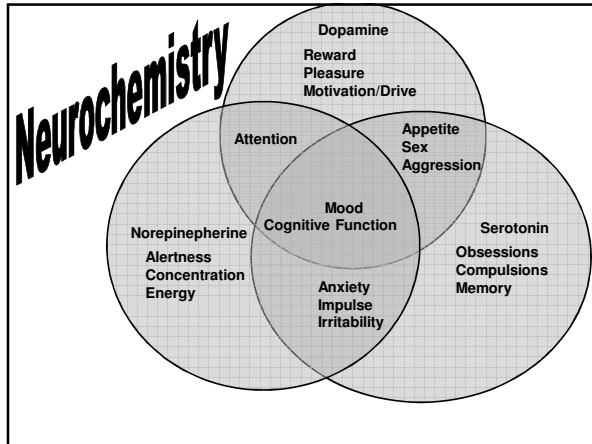 Neurochemistry
Dopamine
Reward
Pleasure
Motivation/Drive
Attention
Appetite
Sex
Aggression
Mood
Cognitive Function
Norepinepherine
Alertness
Concentration
Energy
Serotonin
Obsessions
Compulsions
Memory
Anxiety
Impulse
Irritability